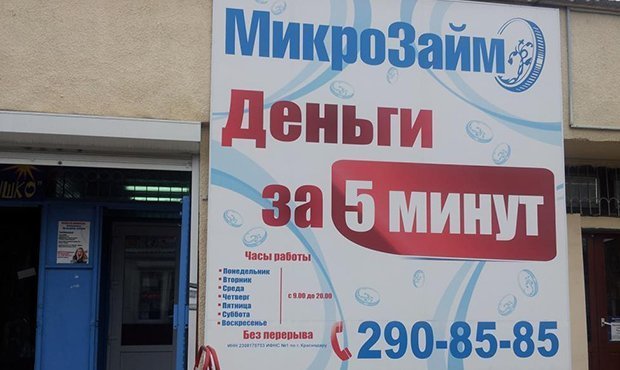 МикроЗайм
Деньги
за 5 минут
Часы работы
Понедельник
Вторник
Среда
Четверг
Пятница
Суббота
Воскресенье
с 9.00 до 20.00
Без перерыва
290-85-85
ШКО"